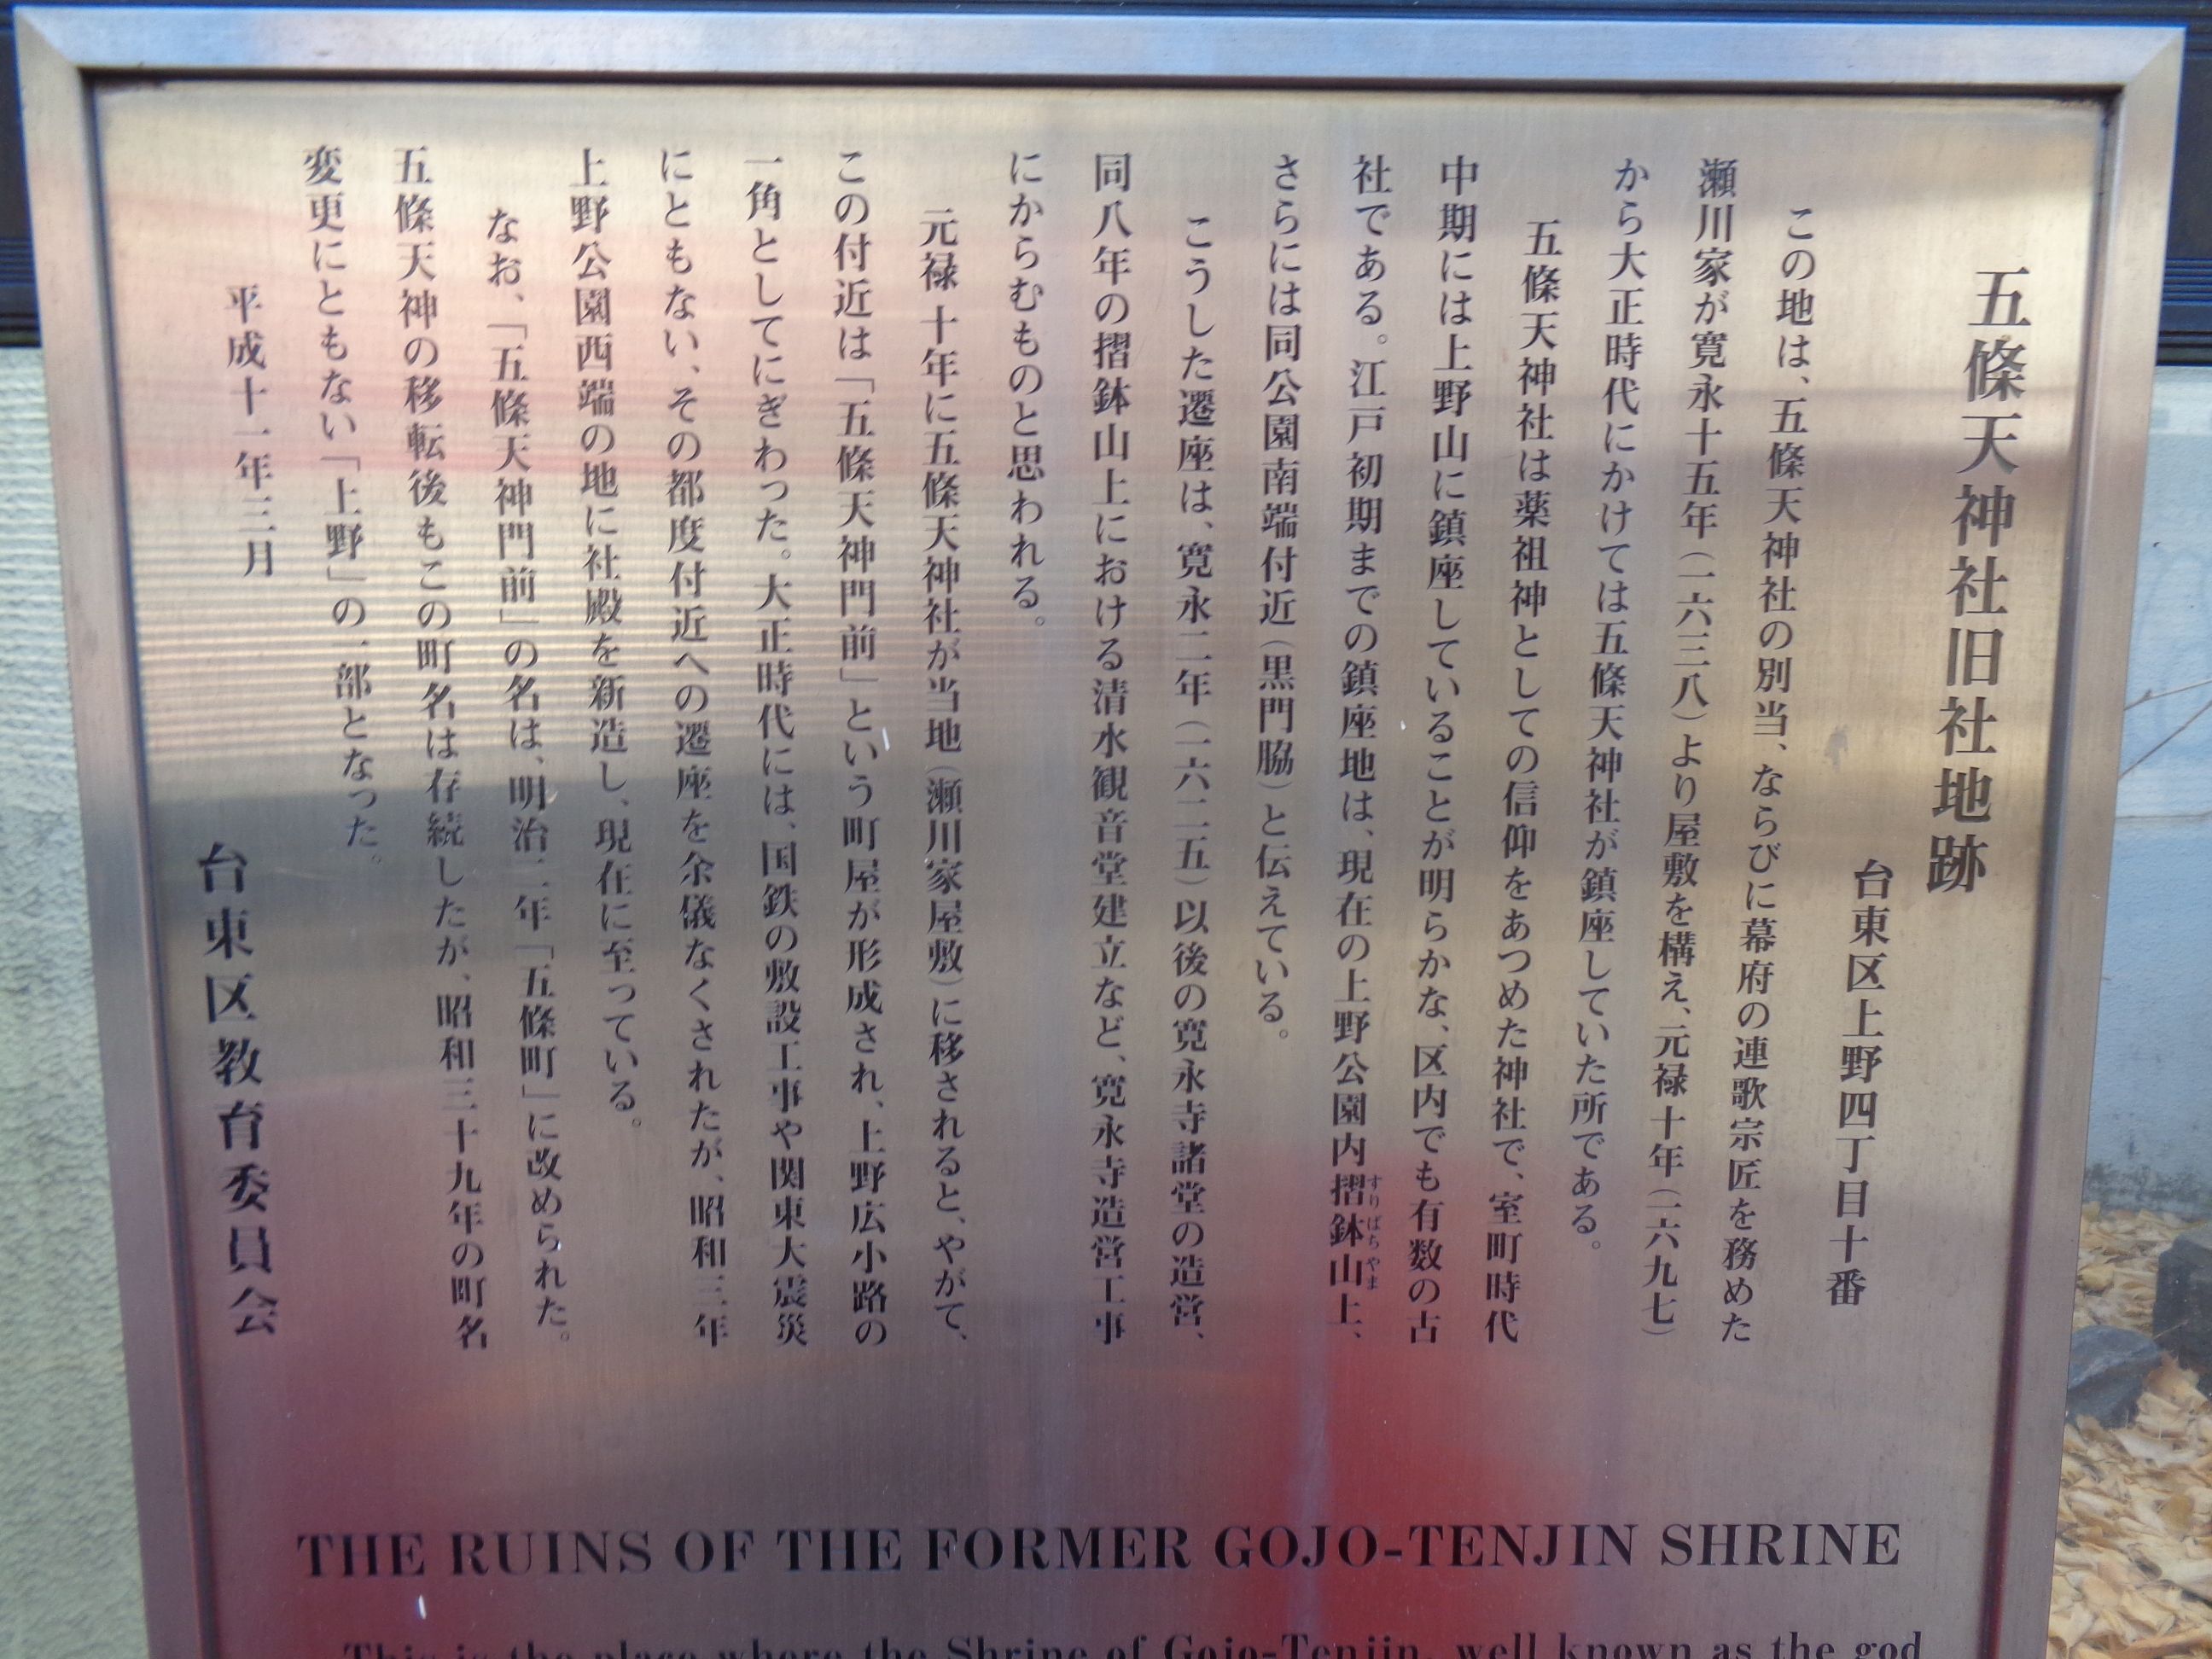 五條天神社旧社地跡
台東区上野四丁目十番
この地は、五條天神社の別当、ならびに幕府の連歌宗匠を務めた
瀬川家が寛永十五年（一六三八）より屋敷を構え、元禄十年（一六九七）
から大正時代にかけては五條天神社が鎮座していた所である。
五條天神社は薬祖神としての信仰をあつめた神社で、室町時代
中期には上野山に鎮座していることが明らかな、区内でも有数の古
社である。江戸初期までの鎮座地は、現在の上野公園内摺鉢山上、
すりばちやま
さらには同公園南端付近（黒門脇）と伝えている。
こうした遷座は、寛永二年（一六二五）以後の寛永寺諸堂の造営、
同八年の摺鉢山上における清水観音堂建立など、寛永寺造営工事
にからむものと思われる。
元禄十年に五條天神社が当地（瀬川家屋敷）に移されると、やがて、
この付近は「五條天神門前」という町屋が形成され、上野広小路の
一角としてにぎわった。大正時代には、国鉄の敷設工事や関東大震災
にともない、その都度付近への遷座を余儀なくされたが、昭和三年
上野公園西端の地に社殿を新造し、現在に至っている。
なお、「五條天神門前」の名は、明治二年「五條町」に改められた。
五條天神の移転後もこの町名は存続したが、昭和三十九年の町名
変更にともない「上野」の一部となった。
平成十一年三月
台東区教育委員会
THE RUINS OF THE FORMER GOJO-TENJIN SHRINE
This is the place where the Shrine of Gojo-Tenjin, well known as the god